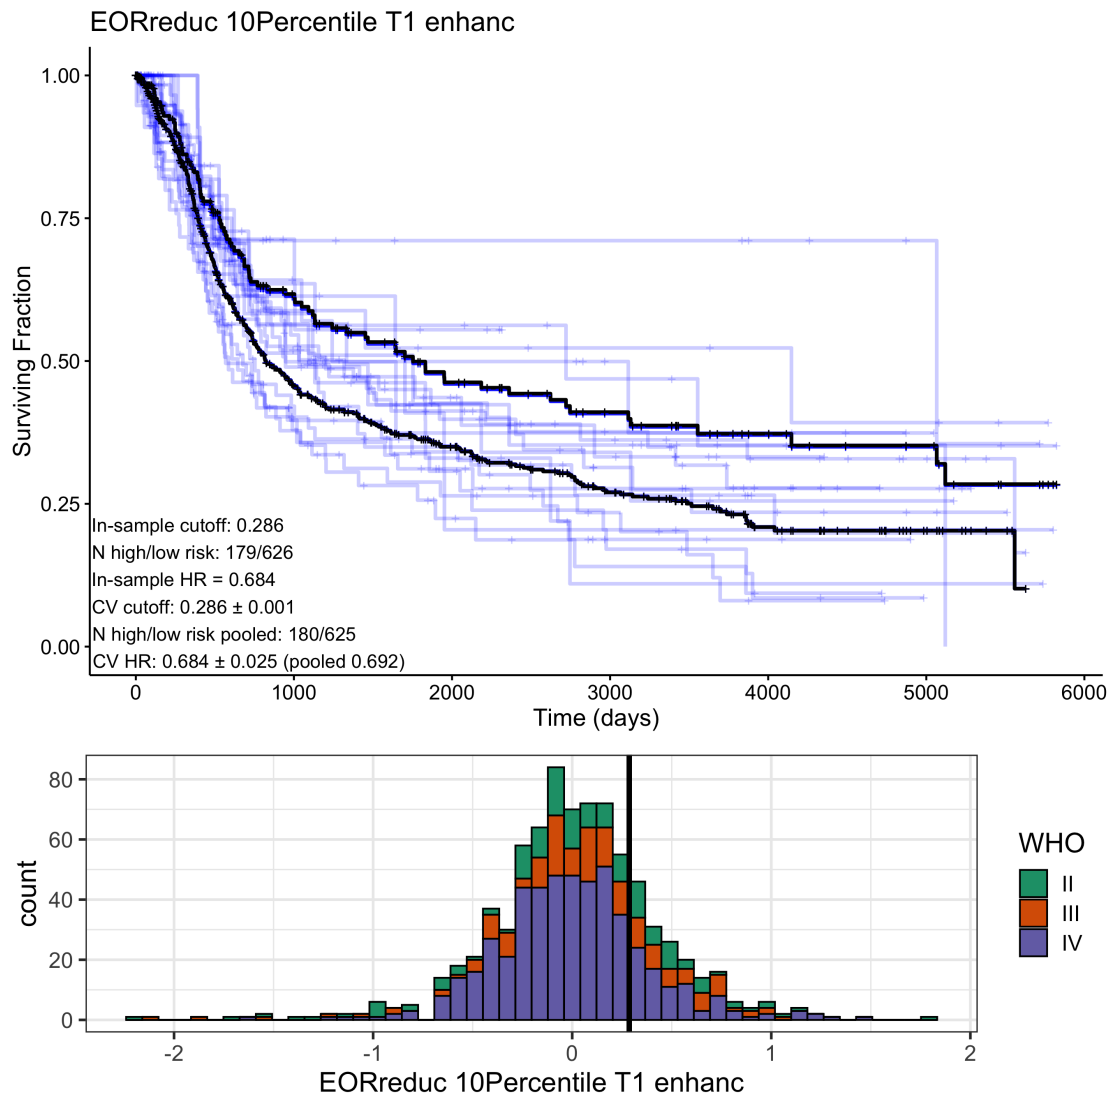 EORreduc 10Percentile T1 enhanc
Surviving Fraction
1.00
0.75
0.50
0.25
0.00
In-sample cutoff: 0.286
N high/low risk: 179/626
In-sample HR = 0.684
CV cutoff: 0.286 ± 0.001
N high/low risk pooled: 180/625
CV HR: 0.684 ± 0.025 (pooled 0.692)
0 1000 2000 3000 4000 5000 6000
Time (days)
count
80
60
40
20
0
-2 -1 0 1 2
EORreduc 10Percentile T1 enhanc
WHO
II
III
IV